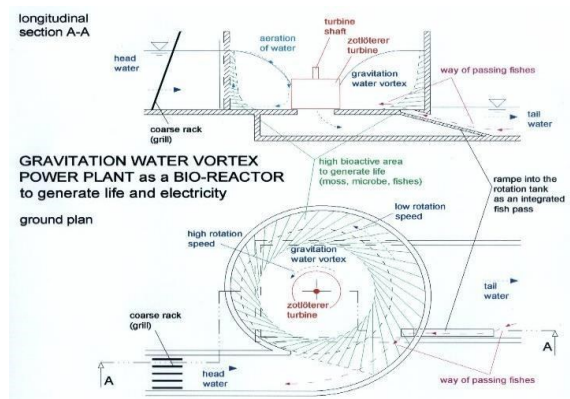 longitudinal
section A-A
head
water
aeration
of water
turbine
shaft
zotlöterer
turbine
gravitation
water vortex
way of passing fishes
tail
water
coarse rack
(grill)
GRAVITATION WATER VORTEX
POWER PLANT as a BIO-REACTOR
to generate life and electricity
high bioactive area
to generate life
(moss, microbe, fishes)
rampe into the
rotation tank
as an integrated
fish pass
ground plan
high rotation
speed
low rotation
speed
gravitation
water vortex
zotlöterer
turbine
tail
water
coarse rack
(grill)
A
head
water
A
way of passing fishes